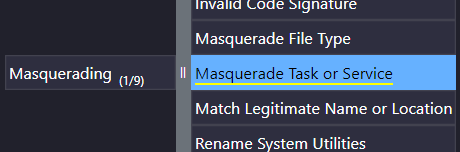 Invalid Code Signature
Masquerade File Type
Masquerading (1/9)
Masquerade Task or Service
Match Legitimate Name or Location
Rename System Utilities